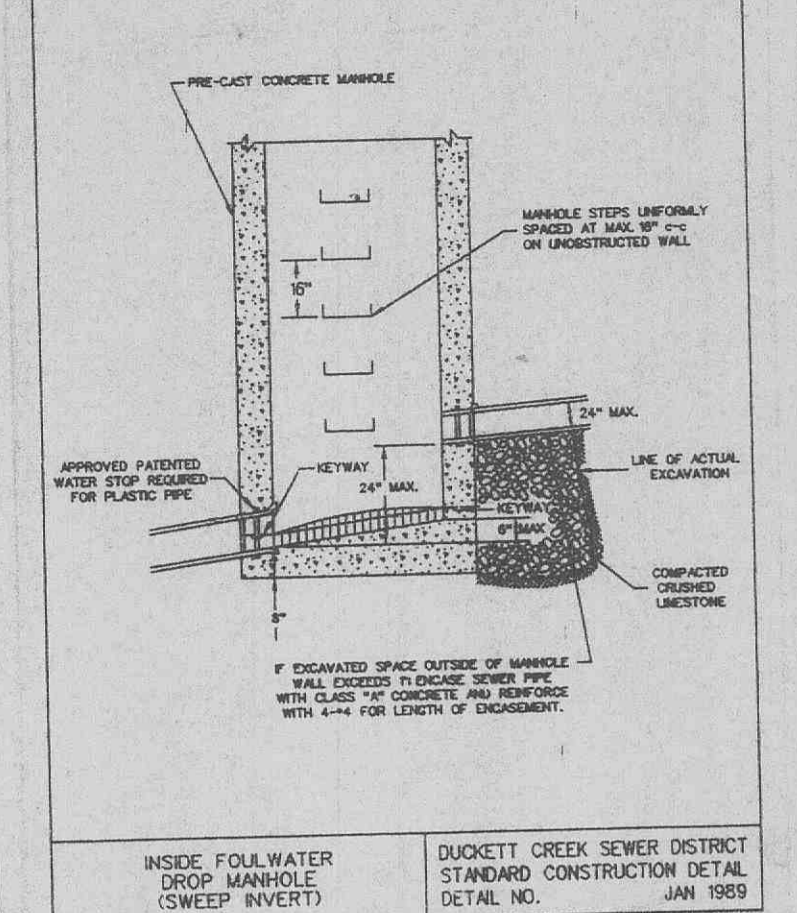 PRE-CAST CONCRETE MANHOLE
MANHOLE STEPS UNIFORMLY
SPACED AT MAX. 16" c-c
ON UNOBSTRUCTED WALL
16"
24" MAX.
APPROVED PATENTED
WATER STOP REQUIRED
FOR PLASTIC PIPE
KEYWAY
24" MAX.
LINE OF ACTUAL
EXCAVATION
KEYWAY
6" MAX
COMPACTED
CRUSHED
LIMESTONE
8"
IF EXCAVATED SPACE OUTSIDE OF MANHOLE
WALL EXCEEDS ENCASE SEWER PIPE
WITH CLASS "A" CONCRETE AND REINFORCE
WITH 4-#4 FOR LENGTH OF ENCASEMENT.
INSIDE FOULWATER
DROP MANHOLE
(SWEEP INVERT)
DUCKETT CREEK SEWER DISTRICT
STANDARD CONSTRUCTION DETAIL
DETAIL NO. JAN 1989